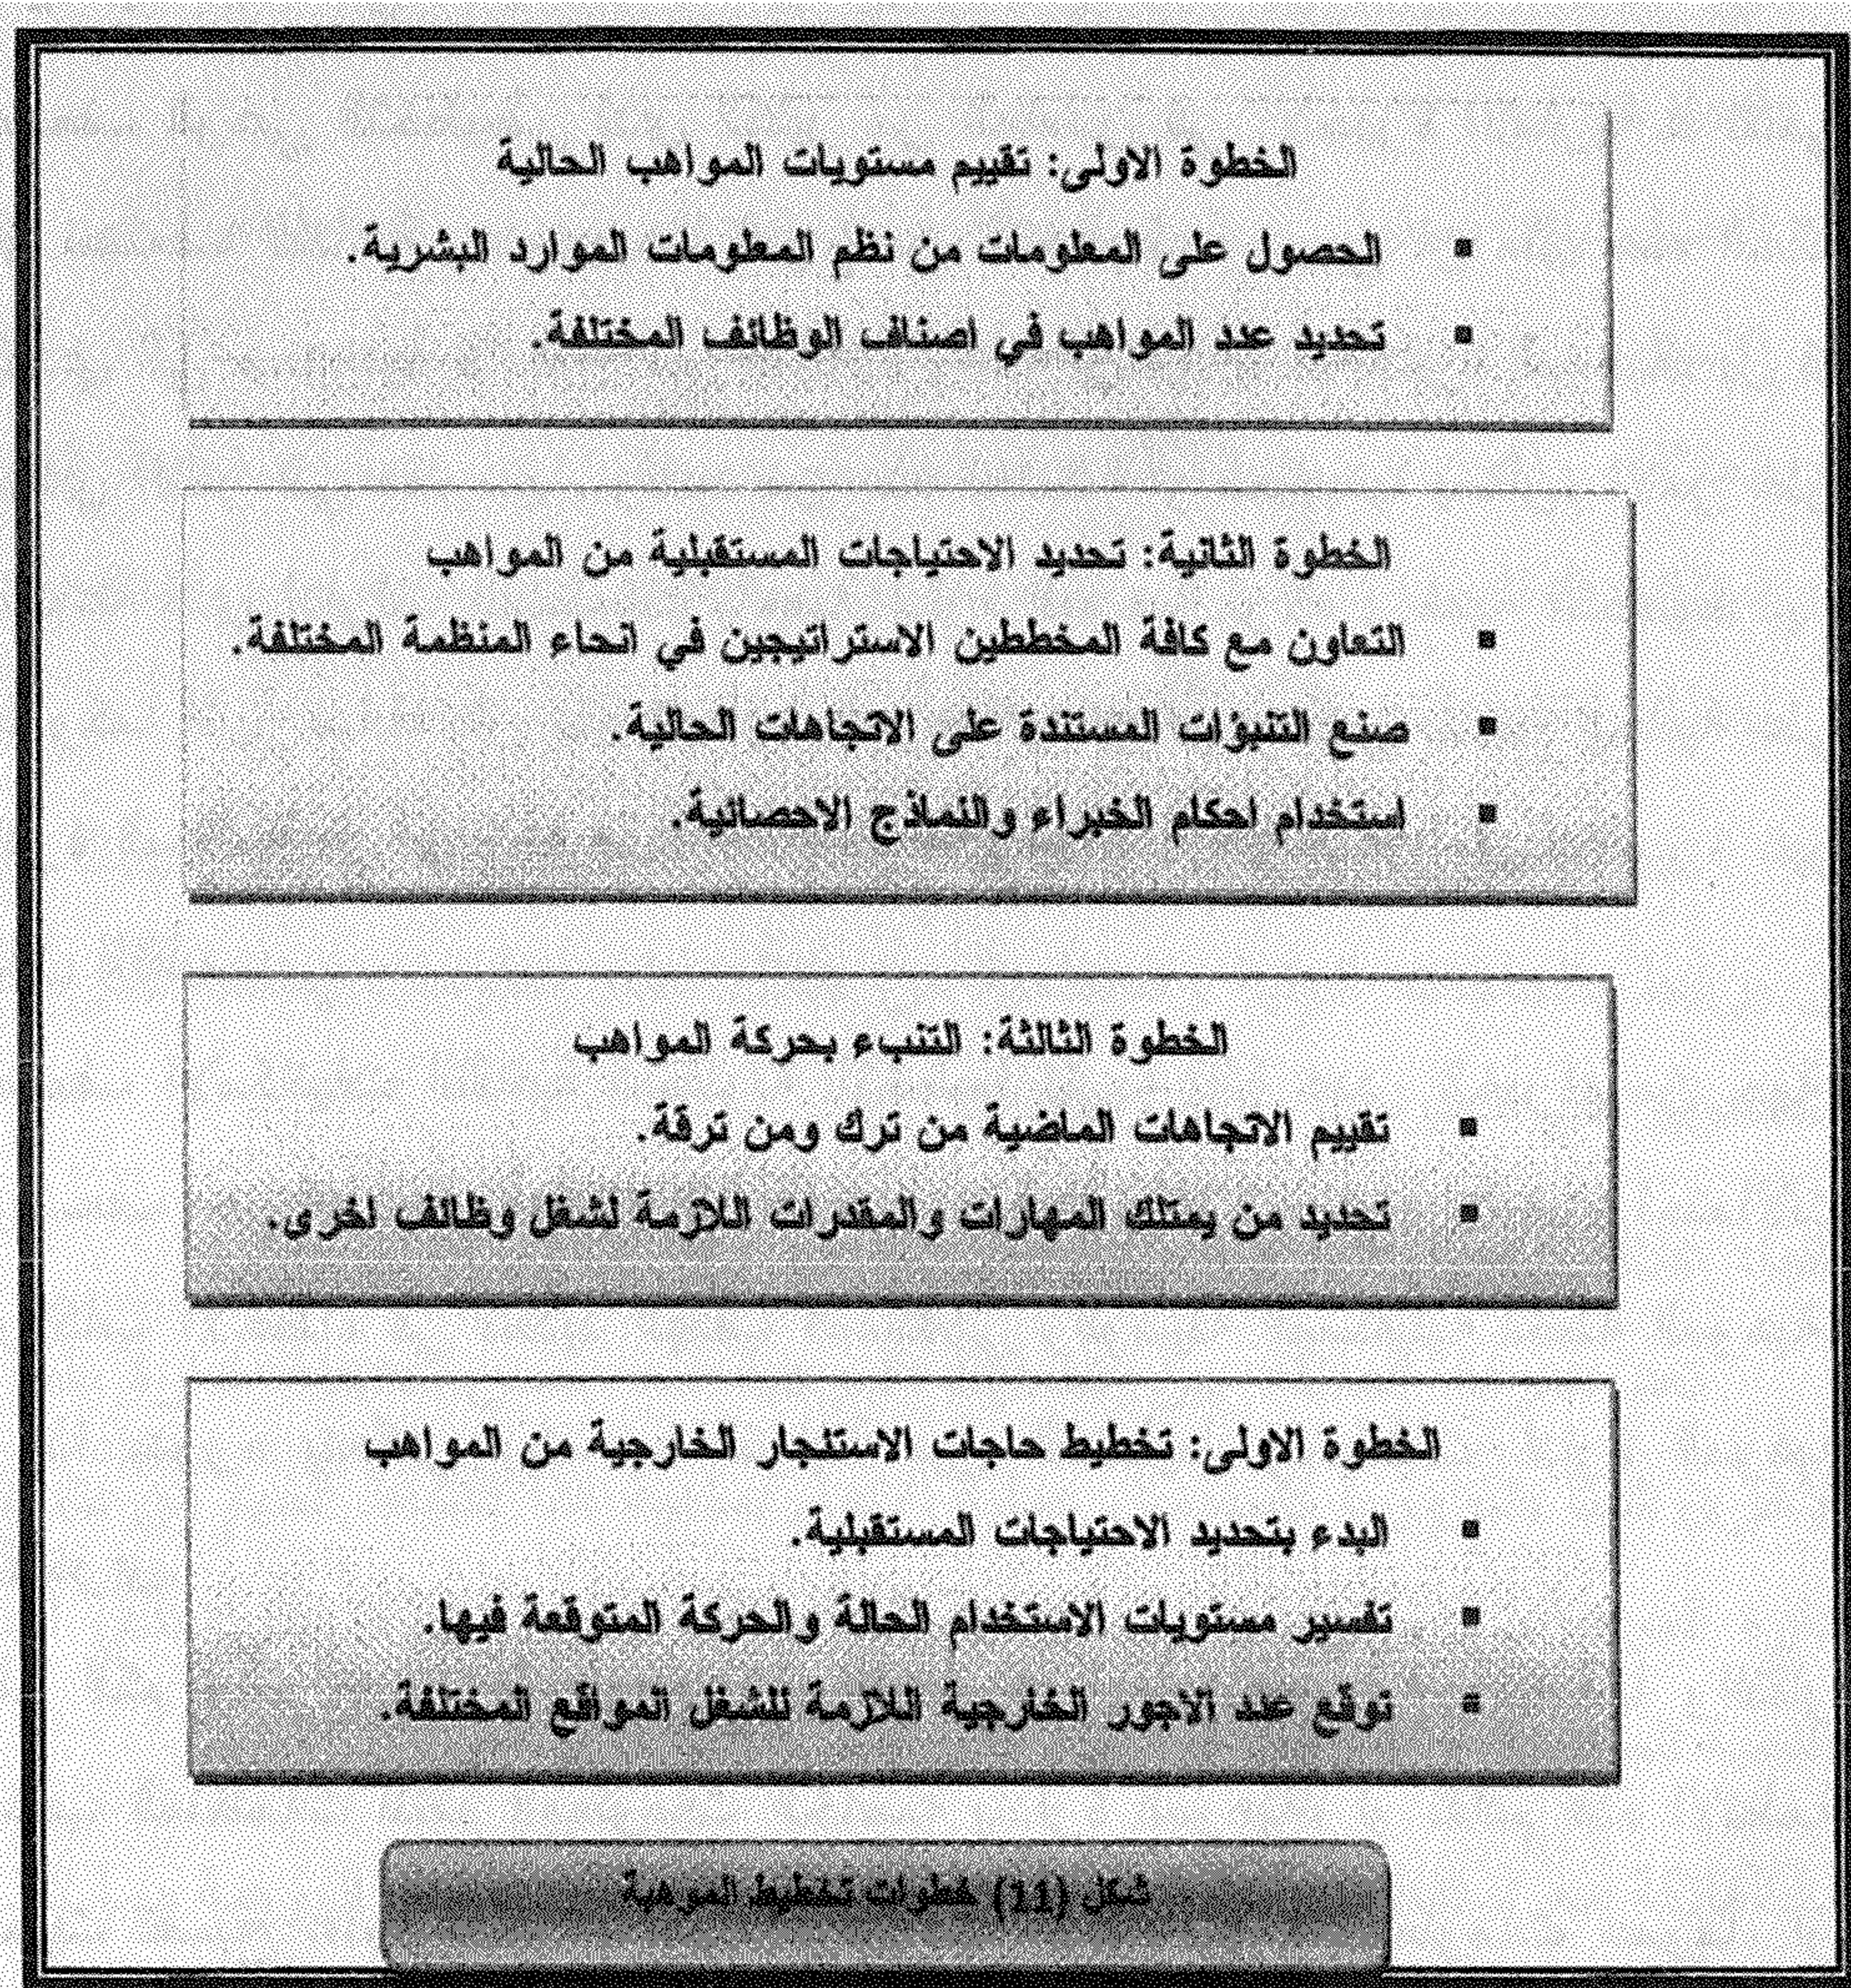 الخطوة الاولى: تقييم مستويات المواهب الحالية
▪ الحصول على المعلومات من نظم المعلومات الموارد البشرية.
▪ تحديد عدد المواهب في اصناف الوظائف المختلفة.
الخطوة الثانية: تحديد الاحتياجات المستقبلية من المواهب
▪ التعاون مع كافة المخططين الاستراتيجين في انحاء المنظمة المختلفة.
▪ صنع التنبؤات المستندة على الاتجاهات الحالية.
▪ استخدام احكام الخبراء والنماذج الاحصائية.
الخطوة الثالثة: التنبء بحركة المواهب
▪ تقييم الاتجاهات الماضية من ترك ومن ترقة.
▪ تحديد من يمتلك المهارات والمقدرات اللازمة لشغل وظائف اخرى.
الخطوة الاولى: تخطيط حاجات الاستئجار الخارجية من المواهب
▪ البدء بتحديد الاحتياجات المستقبلية.
▪ تفسير مستويات الاستخدام الحالة والحركة المتوقعة فيها.
▪ توقع عدد الاجور الخارجية اللازمة للشغل المواقع المختلفة.
شكل (11) خطوات تخطيط الموهبة